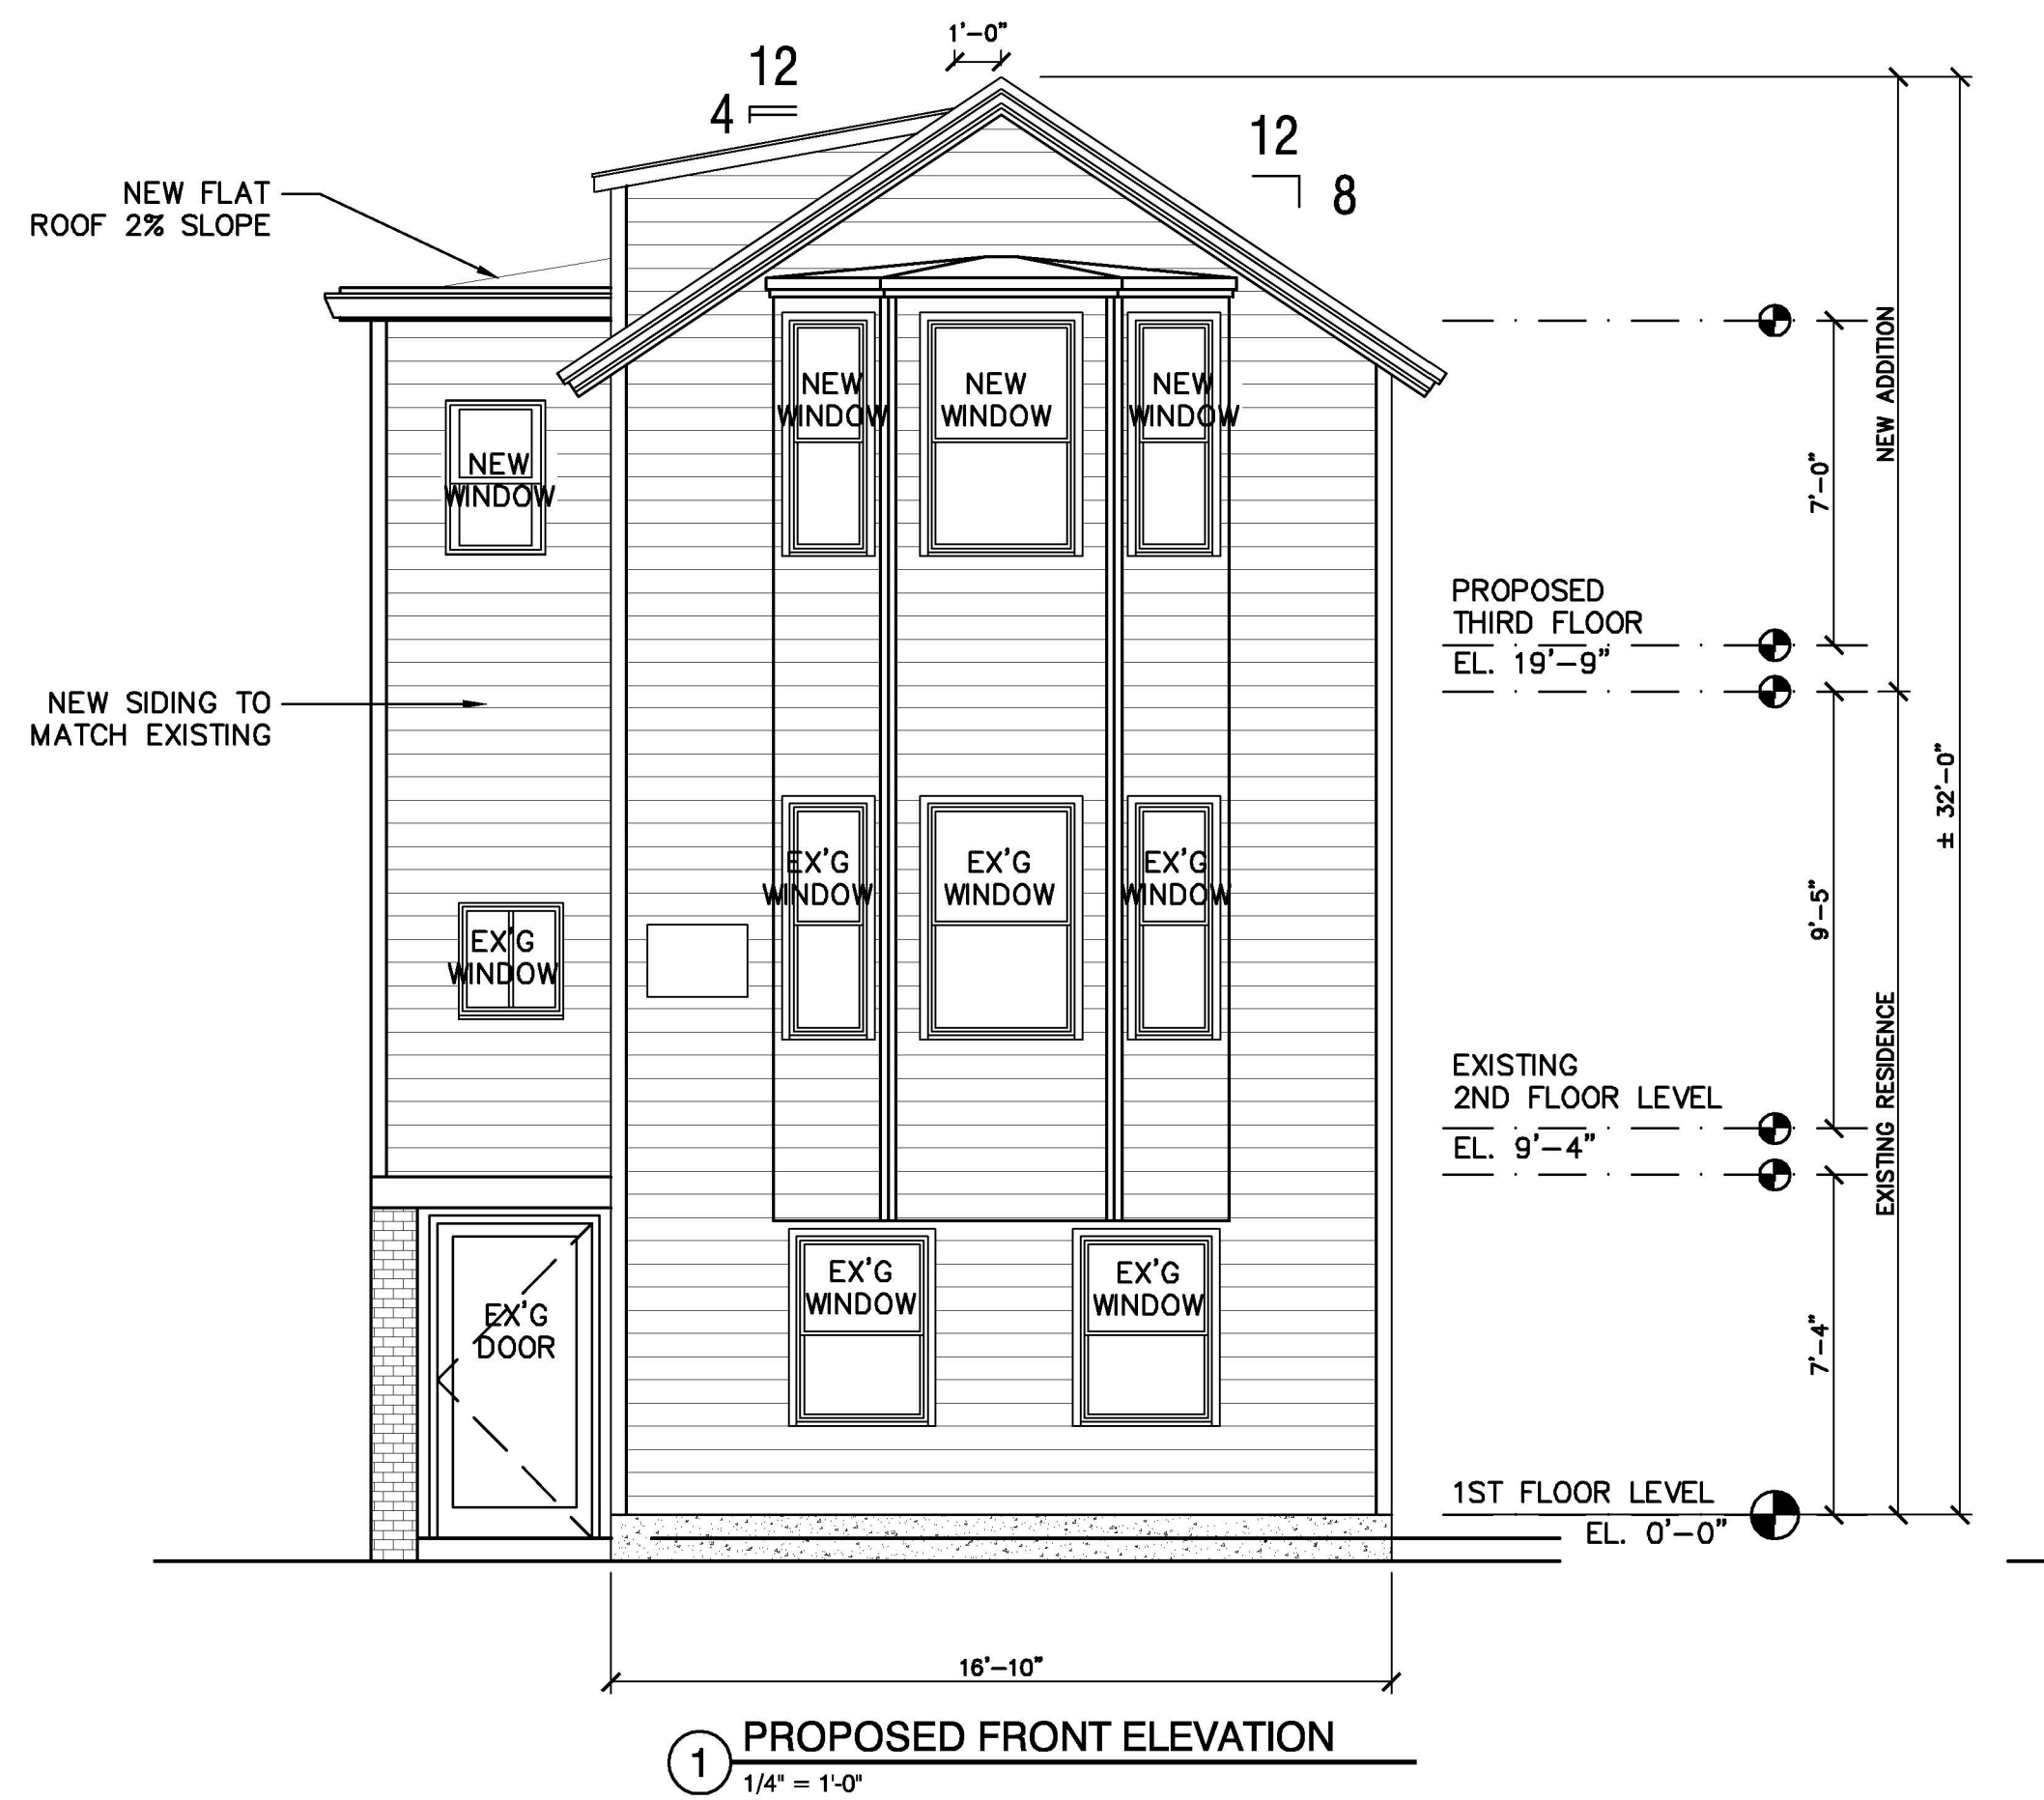 1'-0"
12
4
12
8
NEW FLAT
ROOF 2% SLOPE
NEW
WINDOW
NEW
WINDOW
NEW
WINDOW
NEW
WINDOW
NEW ADDITION
7'-0"
PROPOSED
THIRD FLOOR
EL. 19'-9"
NEW SIDING TO
MATCH EXISTING
± 32'-0"
EX'G
WINDOW
EX'G
WINDOW
EX'G
WINDOW
EX'G
WINDOW
9'-5"
EXISTING RESIDENCE
EXISTING
2ND FLOOR LEVEL
EL. 9'-4"
EX'G
WINDOW
EX'G
WINDOW
EX'G
DOOR
7'-4"
1ST FLOOR LEVEL
EL. 0'-0"
16'-10"
1
PROPOSED FRONT ELEVATION
1/4" = 1'-0"